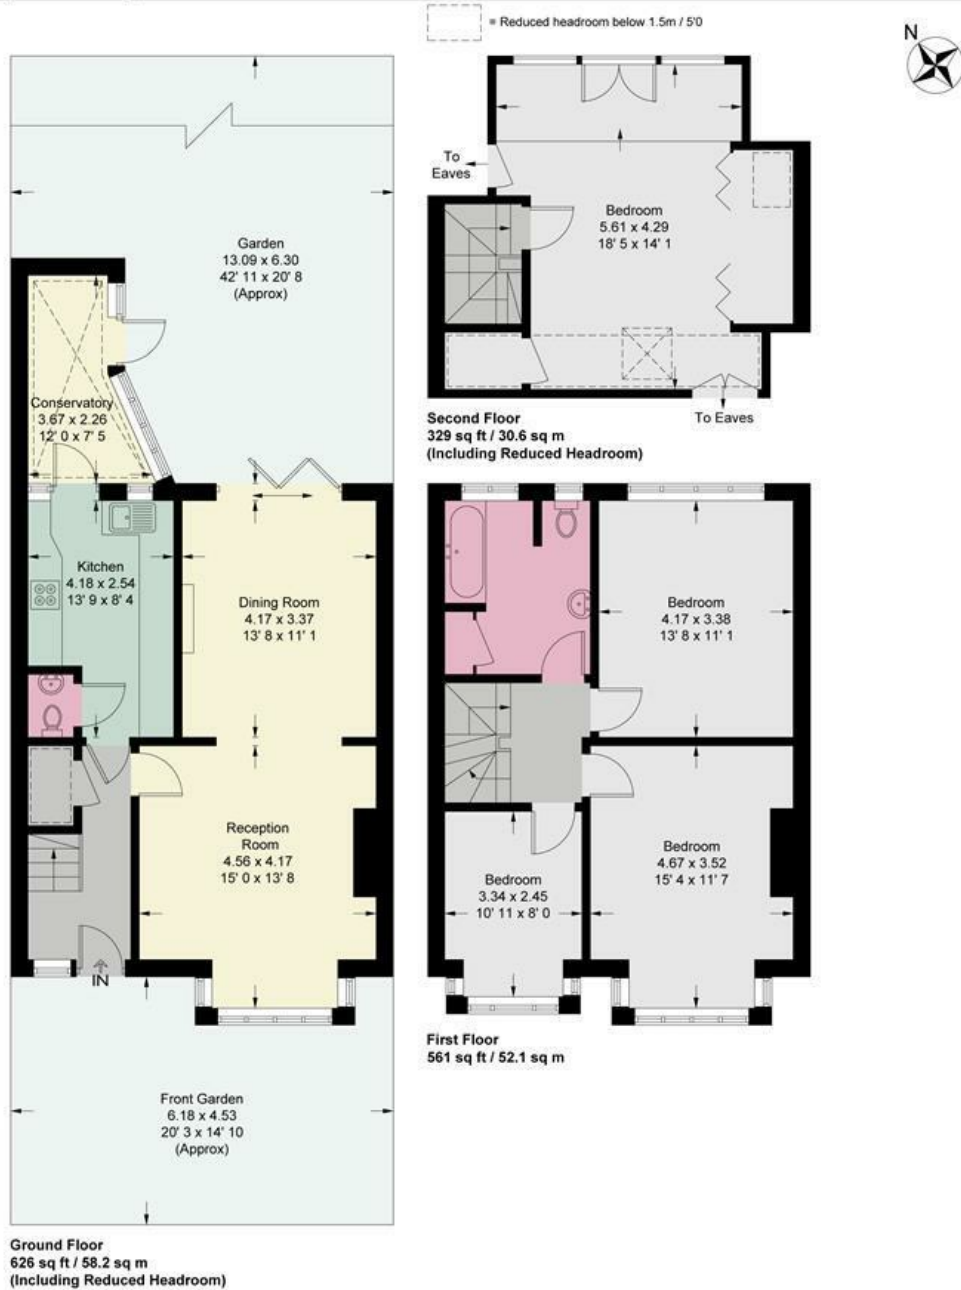 = Reduced headroom below 1.5m / 5'0
N
To
Eaves
Bedroom
5.61 x 4.29
18' 5 x 14' 1
To Eaves
Second Floor
329 sq ft / 30.6 sq m
(Including Reduced Headroom)
Garden
13.09 x 6.30
42' 11 x 20' 8
(Approx)
Conservatory
3.67 x 2.26
12' 0 x 7' 5
Kitchen
4.18 x 2.54
13' 9 x 8' 4
Dining Room
4.17 x 3.37
13' 8 x 11' 1
Reception
Room
4.56 x 4.17
15' 0 x 13' 8
IN
Front Garden
6.18 x 4.53
20' 3 x 14' 10
(Approx)
Ground Floor
626 sq ft / 58.2 sq m
(Including Reduced Headroom)
Bedroom
4.17 x 3.38
13' 8 x 11' 1
Bedroom
4.67 x 3.52
15' 4 x 11' 7
Bedroom
3.34 x 2.45
10' 11 x 8' 0
First Floor
561 sq ft / 52.1 sq m